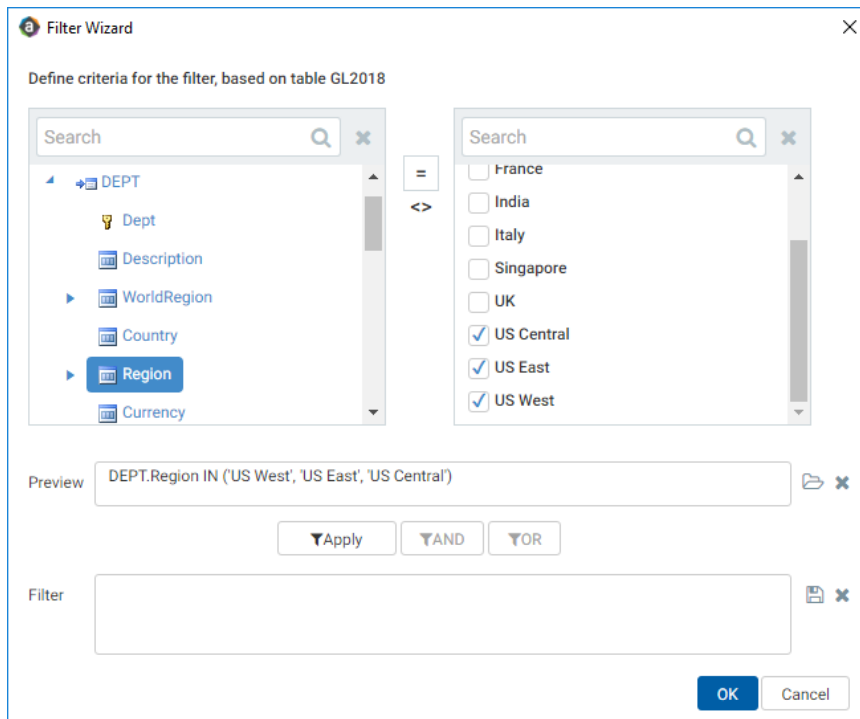 Filter Wizard
Define criteria for the filter, based on table GL2018
Search
DEPT
Dept
Description
WorldRegion
Country
Region
Currency
=
<>
Search
France
India
Italy
Singapore
UK
US Central
US East
US West
Preview
DEPT.Region IN ('US West', 'US East', 'US Central')
Apply
AND
OR
Filter
OK
Cancel